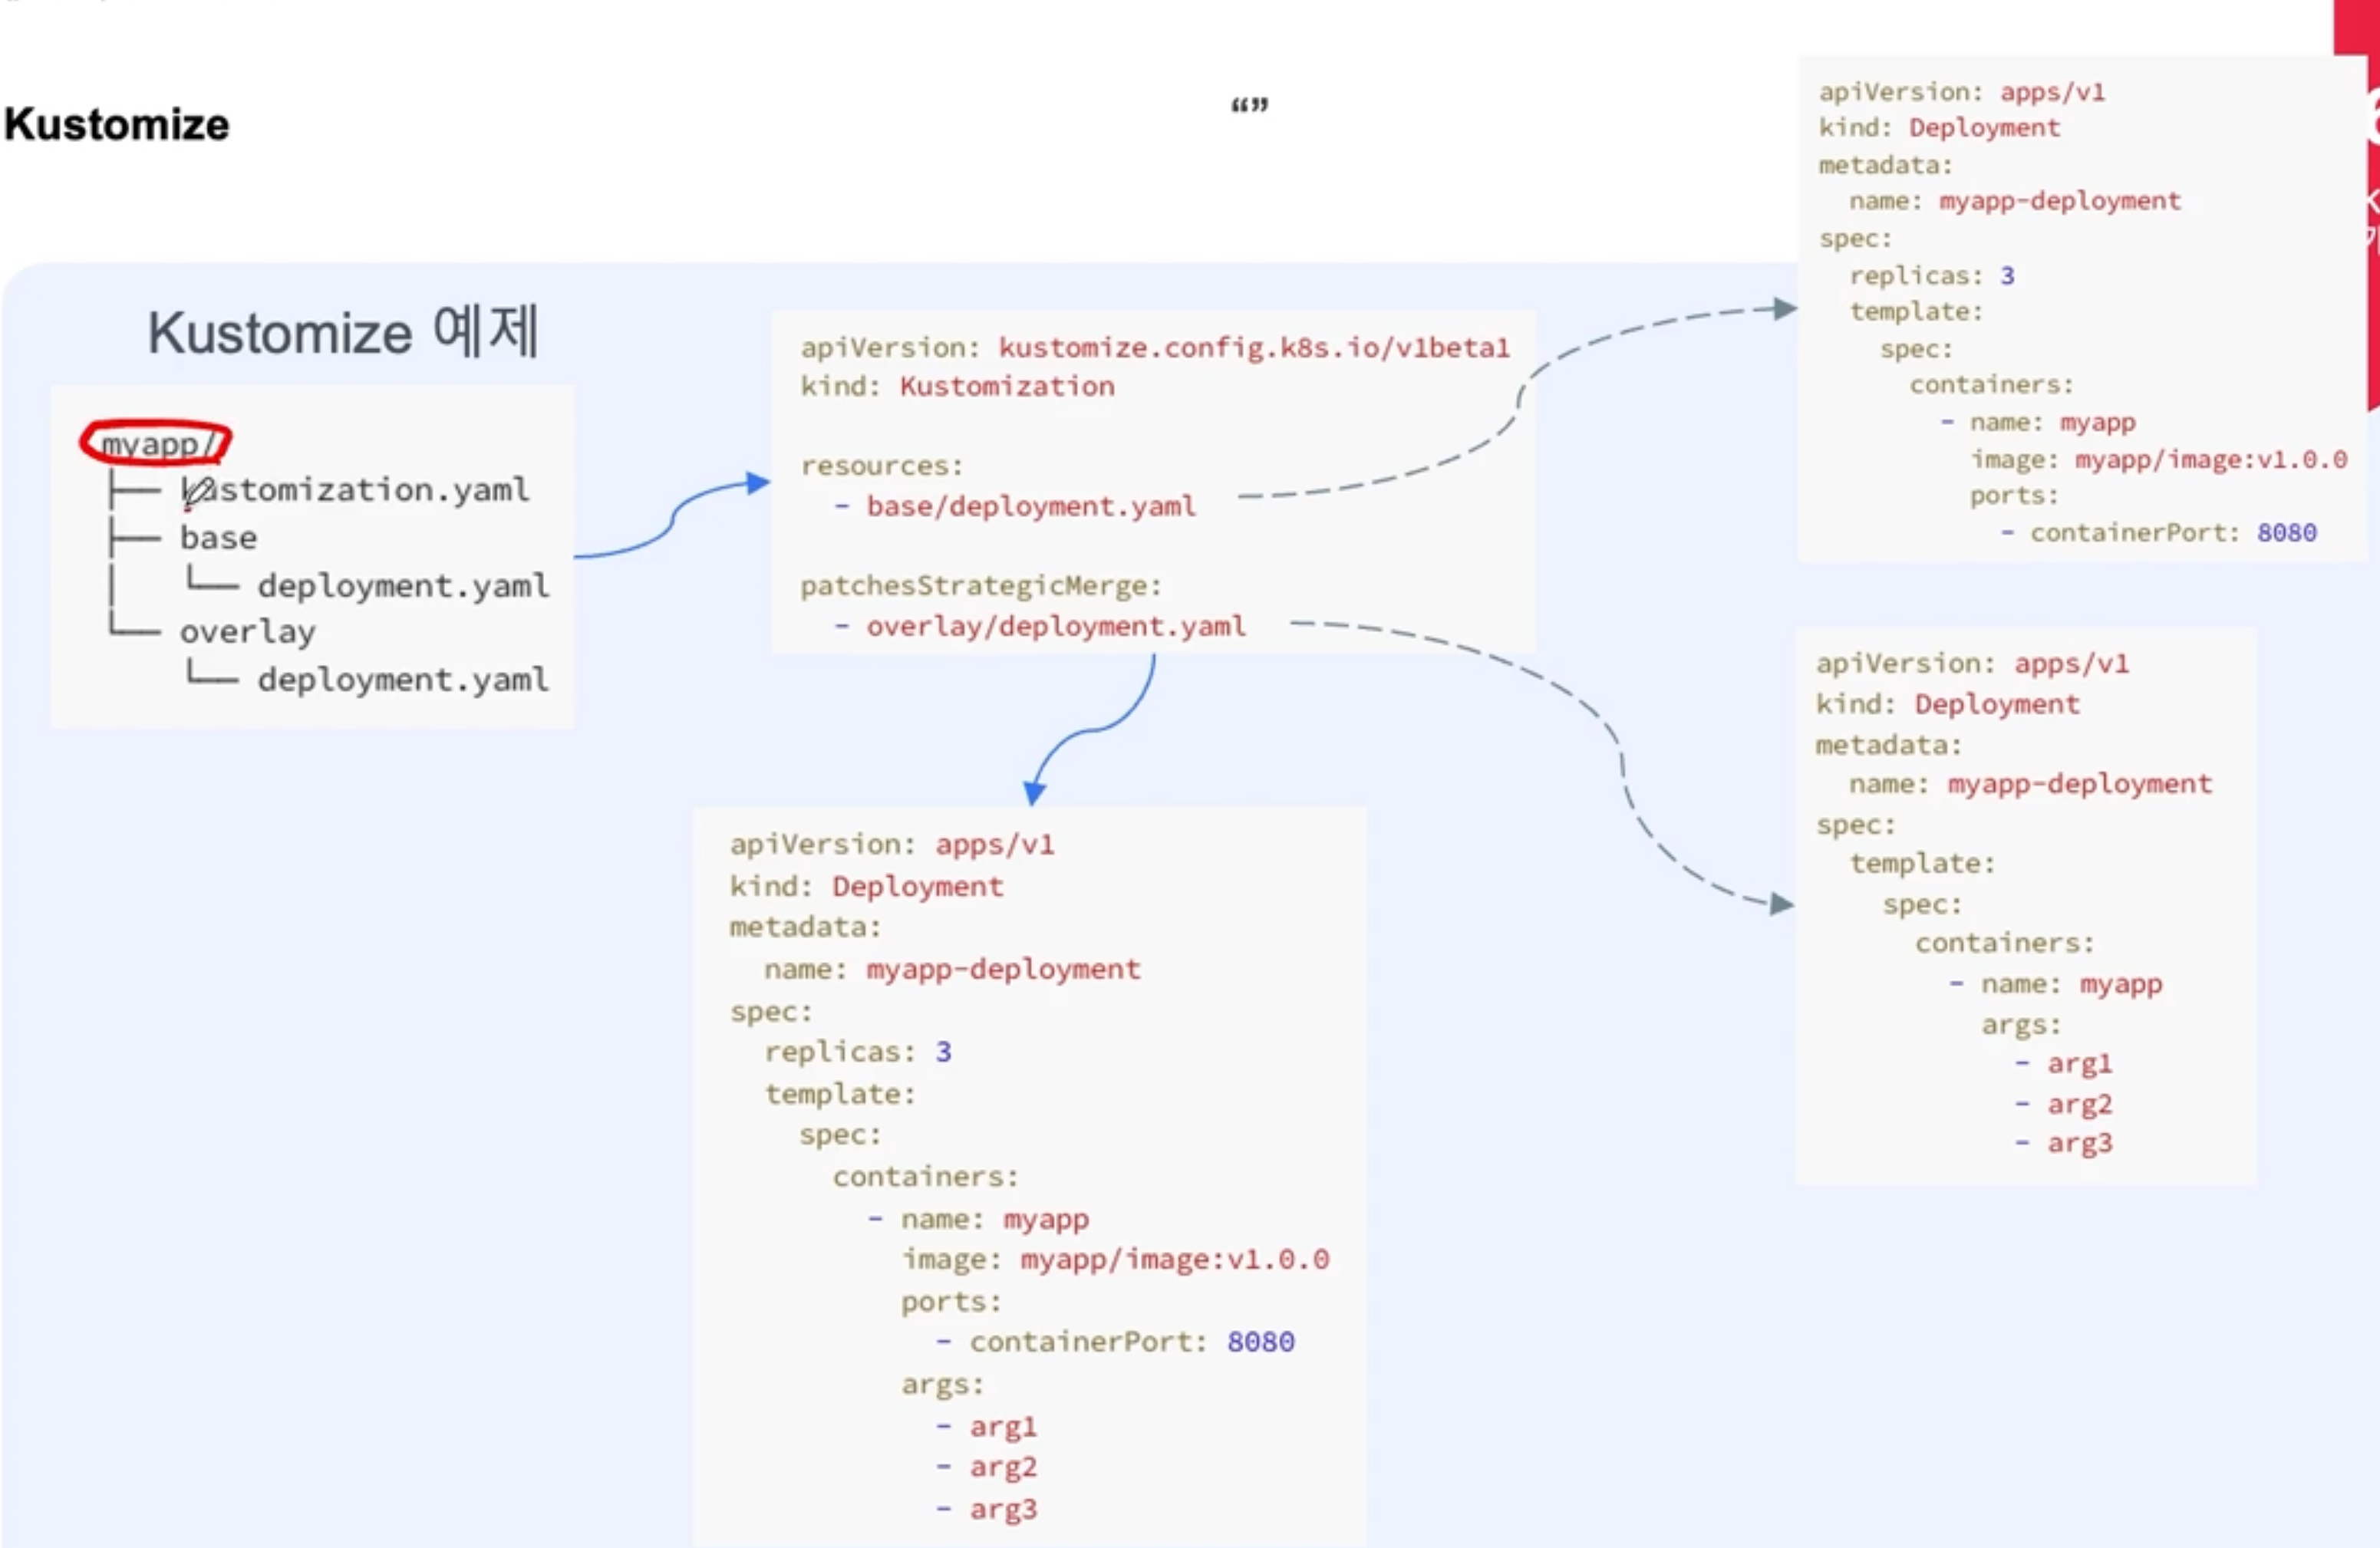 Kustomize
“”
Kustomize 예제
myapp/
├── kustomization.yaml
├── base
│   └── deployment.yaml
└── overlay
    └── deployment.yaml
apiVersion: kustomize.config.k8s.io/v1beta1
kind: Kustomization
resources:
  - base/deployment.yaml
patchesStrategicMerge:
  - overlay/deployment.yaml
apiVersion: apps/v1
kind: Deployment
metadata:
  name: myapp-deployment
spec:
  replicas: 3
  template:
    spec:
      containers:
        - name: myapp
          image: myapp/image:v1.0.0
          ports:
            - containerPort: 8080
apiVersion: apps/v1
kind: Deployment
metadata:
  name: myapp-deployment
spec:
  template:
    spec:
      containers:
        - name: myapp
          args:
            - arg1
            - arg2
            - arg3
apiVersion: apps/v1
kind: Deployment
metadata:
  name: myapp-deployment
spec:
  replicas: 3
  template:
    spec:
      containers:
        - name: myapp
          image: myapp/image:v1.0.0
          ports:
            - containerPort: 8080
          args:
            - arg1
            - arg2
            - arg3